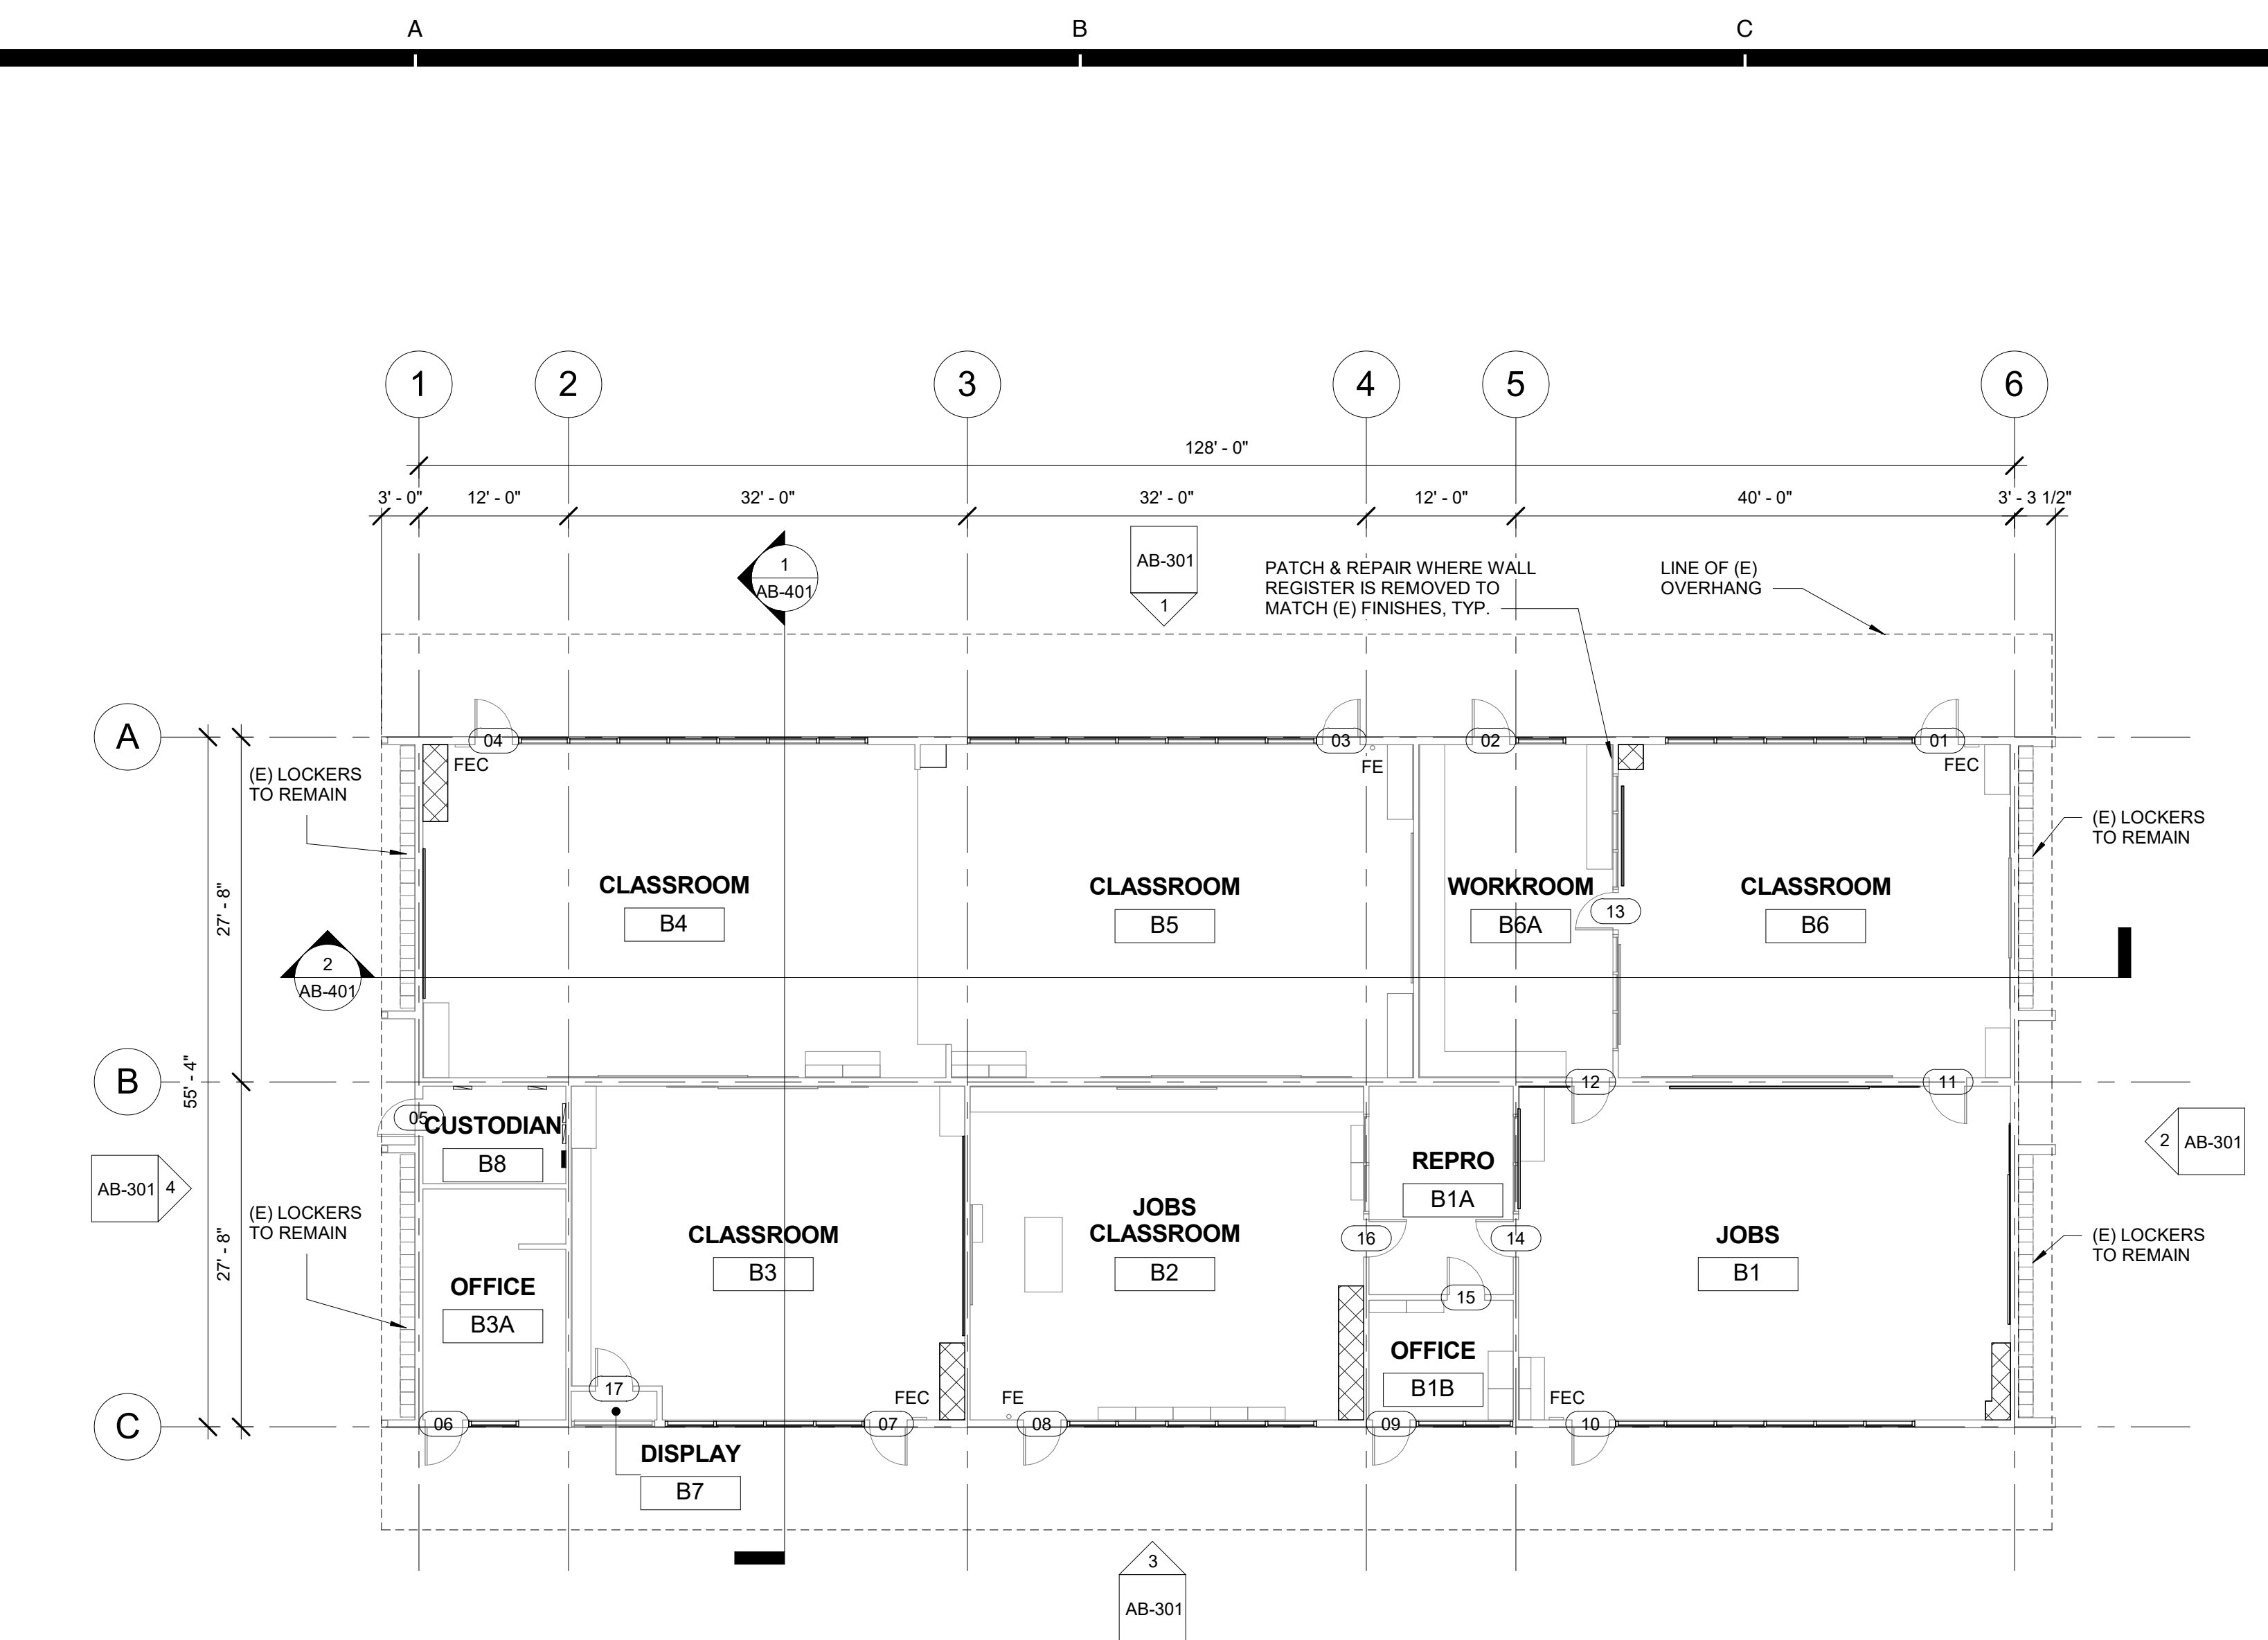 A
B
C
1
2
3
4
5
6
128' - 0"
3' - 0"
12' - 0"
32' - 0"
32' - 0"
12' - 0"
40' - 0"
3' - 3 1/2"
1
AB-401
AB-301
1
PATCH & REPAIR WHERE WALL
REGISTER IS REMOVED TO
MATCH (E) FINISHES, TYP.
LINE OF (E)
OVERHANG
A
04
03
02
01
FEC
FE
FEC
(E) LOCKERS
TO REMAIN
(E) LOCKERS
TO REMAIN
27' - 8"
CLASSROOM
B4
CLASSROOM
B5
WORKROOM
B6A
13
CLASSROOM
B6
2
AB-401
B
55' - 4"
12
11
05
CUSTODIAN
B8
AB-301
4
2
AB-301
REPRO
B1A
(E) LOCKERS
TO REMAIN
27' - 8"
CLASSROOM
B3
JOBS
CLASSROOM
B2
16
14
JOBS
B1
(E) LOCKERS
TO REMAIN
OFFICE
B3A
15
OFFICE
B1B
17
FEC
FE
FEC
C
06
07
08
09
10
DISPLAY
B7
3
AB-301